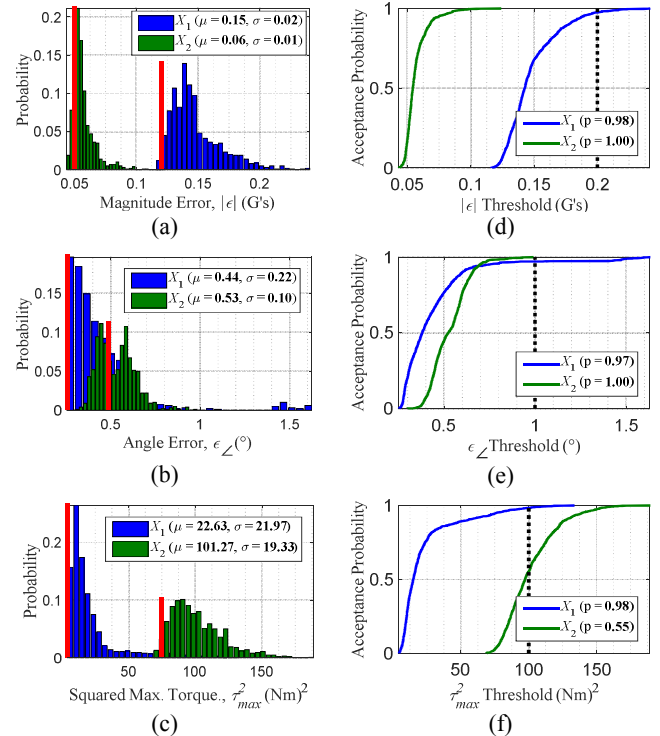 0.2
0.15
0.1
0.05
0
Probability
X1 (μ = 0.15, σ = 0.02)
X2 (μ = 0.06, σ = 0.01)
0.05 0.1 0.15 0.2
Magnitude Error, |ϵ| (G's)
(a)
1
0.5
0
Acceptance Probability
X1 (p = 0.98)
X2 (p = 1.00)
0.05 0.1 0.15 0.2
|ϵ| Threshold (G's)
(d)
0.15
0.1
0.05
0
Probability
X1 (μ = 0.44, σ = 0.22)
X2 (μ = 0.53, σ = 0.10)
0.5 1 1.5
Angle Error, ϵ∠(°)
(b)
1
0.5
0
Acceptance Probability
X1 (p = 0.97)
X2 (p = 1.00)
0.5 1 1.5
ϵ∠Threshold (°)
(e)
0.2
0.1
0
Probability
X1 (μ = 22.63, σ = 21.97)
X2 (μ = 101.27, σ = 19.33)
50 100 150
Squared Max. Torque., τ²max (Nm)²
(c)
1
0.5
0
Acceptance Probability
X1 (p = 0.98)
X2 (p = 0.55)
50 100 150
τ²max Threshold (Nm)²
(f)